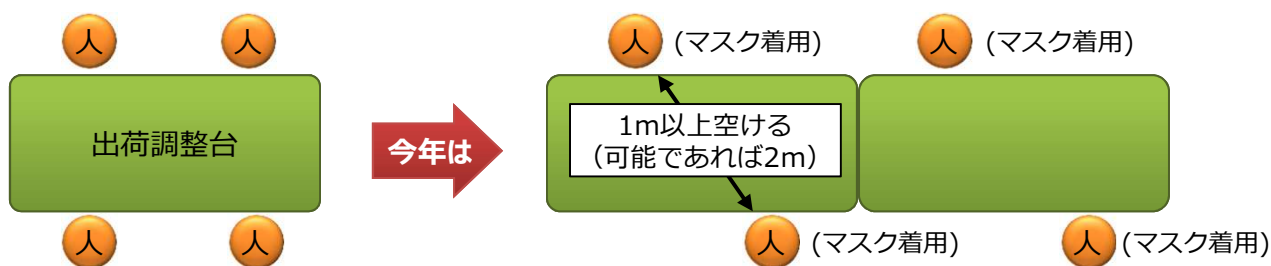 人 人
出荷調整台
人 人
今年は
人 (マスク着用) 人 (マスク着用)
1m以上空ける
（可能であれば2m）
人 (マスク着用) 人 (マスク着用)